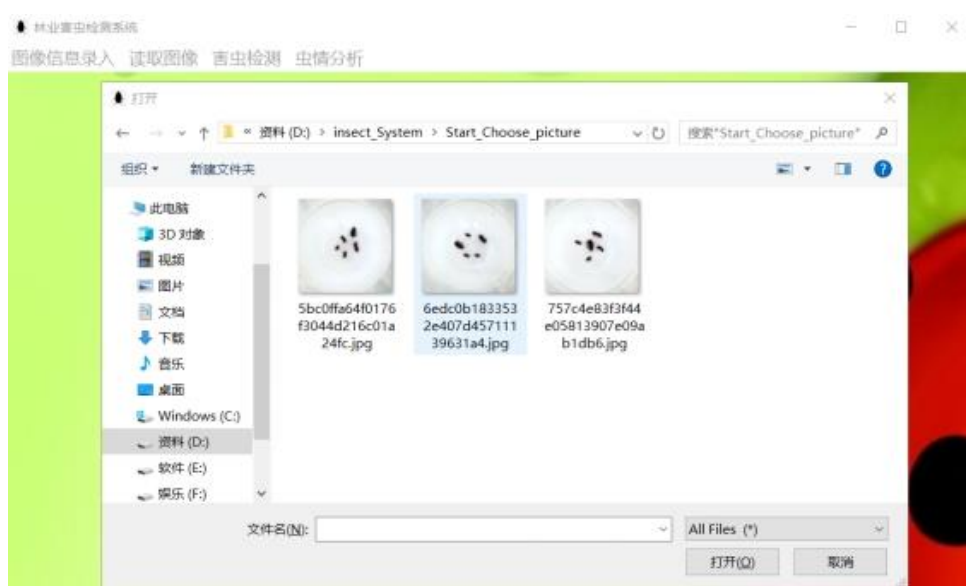 林业害虫检测系统
图像信息录入 读取图像 害虫检测 虫情分析
打开
« 资料 (D:) › insect_System › Start_Choose_picture
搜索"Start_Choose_picture"
组织 新建文件夹
此电脑
3D 对象
视频
图片
文档
下载
音乐
桌面
Windows (C:)
资料 (D:)
软件 (E:)
娱乐 (F:)
5bc0ffa64f0176
f3044d216c01a
24fc.jpg
6edc0b183353
2e407d457111
39631a4.jpg
757c4e83f3f44
e05813907e09a
b1db6.jpg
文件名(N):
All Files (*)
打开(O)
取消